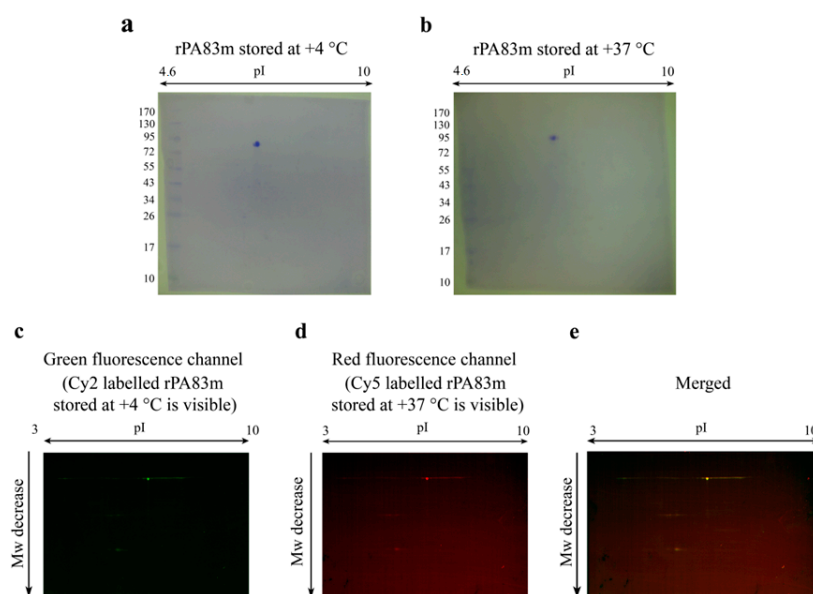 a
rPA83m stored at +4 °C
4.6 pI 10
170
130
95
72
55
43
34
26
17
10
b
rPA83m stored at +37 °C
4.6 pI 10
170
130
95
72
55
43
34
26
17
10
c
Green fluorescence channel
(Cy2 labelled rPA83m
stored at +4 °C is visible)
3 pI 10
Mw decrease
d
Red fluorescence channel
(Cy5 labelled rPA83m
stored at +37 °C is visible)
3 pI 10
Mw decrease
e
Merged
3 pI 10
Mw decrease